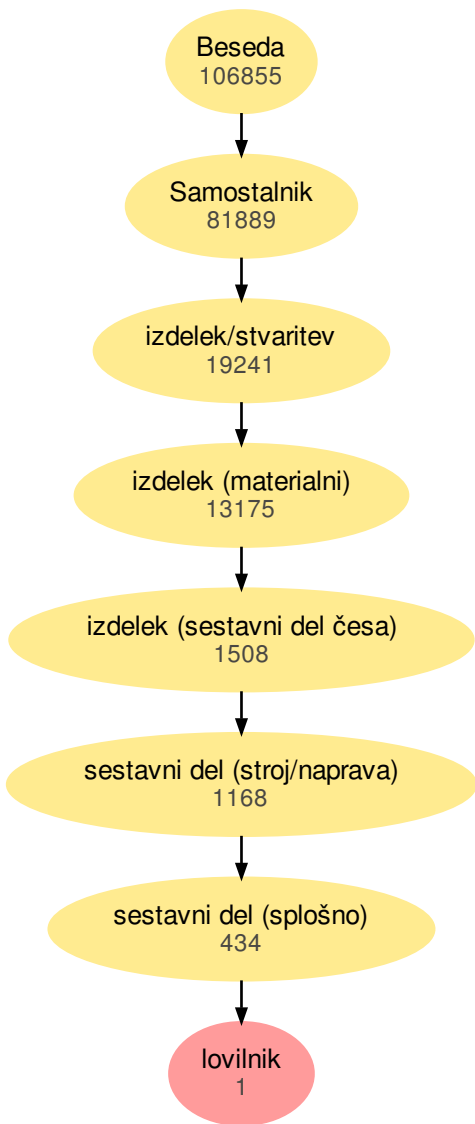 Beseda
106855
Samostalnik
81889
izdelek/stvaritev
19241
izdelek (materialni)
13175
izdelek (sestavni del česa)
1508
sestavni del (stroj/naprava)
1168
sestavni del (splošno)
434
lovilnik
1